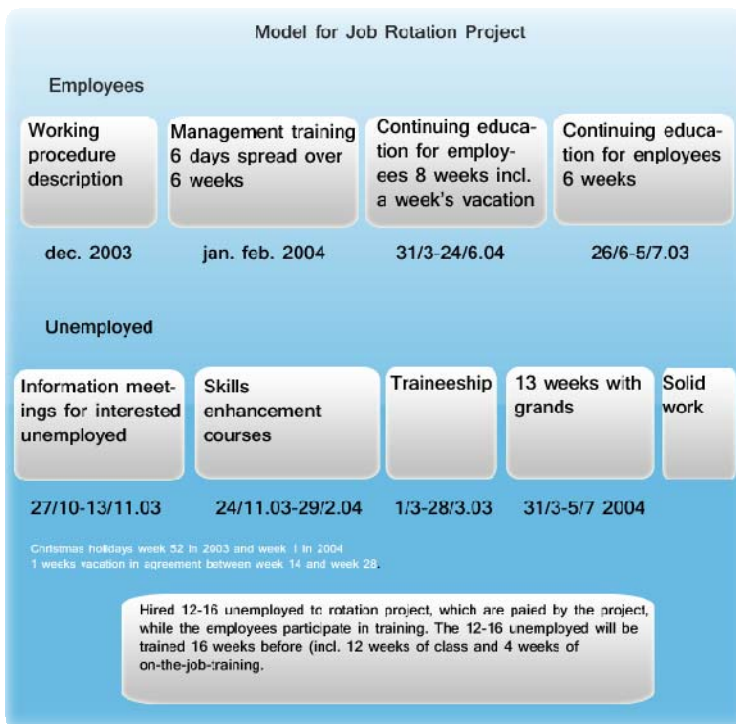 Model for Job Rotation Project
Employees
Working
procedure
description
Management training
6 days spread over
6 weeks
Continuing educa-
tion for employ-
ees 8 weeks incl.
a week's vacation
Continuing educa-
tion for enployees
6 weeks
dec. 2003
jan. feb. 2004
31/3-24/6.04
26/6-5/7.03
Unemployed
Information meet-
ings for interested
unemployed
Skills
enhancement
courses
Traineeship
13 weeks with
grands
Solid
work
27/10-13/11.03
24/11.03-29/2.04
1/3-28/3.03
31/3-5/7 2004
Christmas holidays week 52 in 2003 and week 1 in 2004
1 weeks vacation in agreement between week 14 and week 28.
Hired 12-16 unemployed to rotation project, which are paied by the project,
while the employees participate in training. The 12-16 unemployed will be
trained 16 weeks before (incl. 12 weeks of class and 4 weeks of
on-the-job-training.